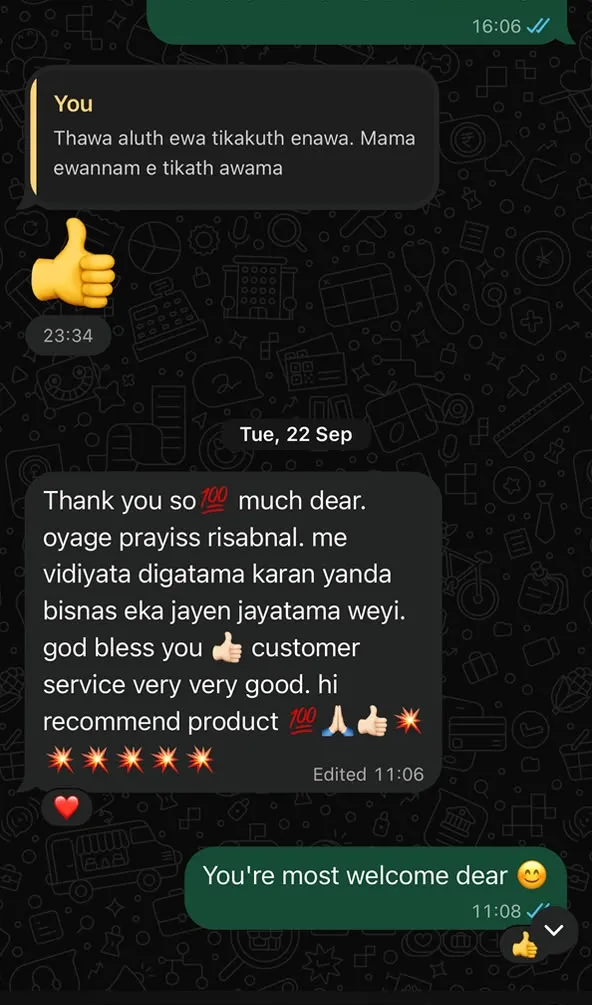 16:06
You
Thawa aluth ewa tikakuth enawa. Mama
ewannam e tikath awama
👍
23:34
Tue, 22 Sep
Thank you so💯 much dear.
oyage prayiss risabnal. me
vidiyata digatama karan yanda
bisnas eka jayen jayatama weyi.
god bless you 👍🏻 customer
service very very good. hi
recommend product 💯🙏🏻👍🏻💥
💥💥💥💥💥
Edited 11:06
❤️
You're most welcome dear 😊
11:08
👍